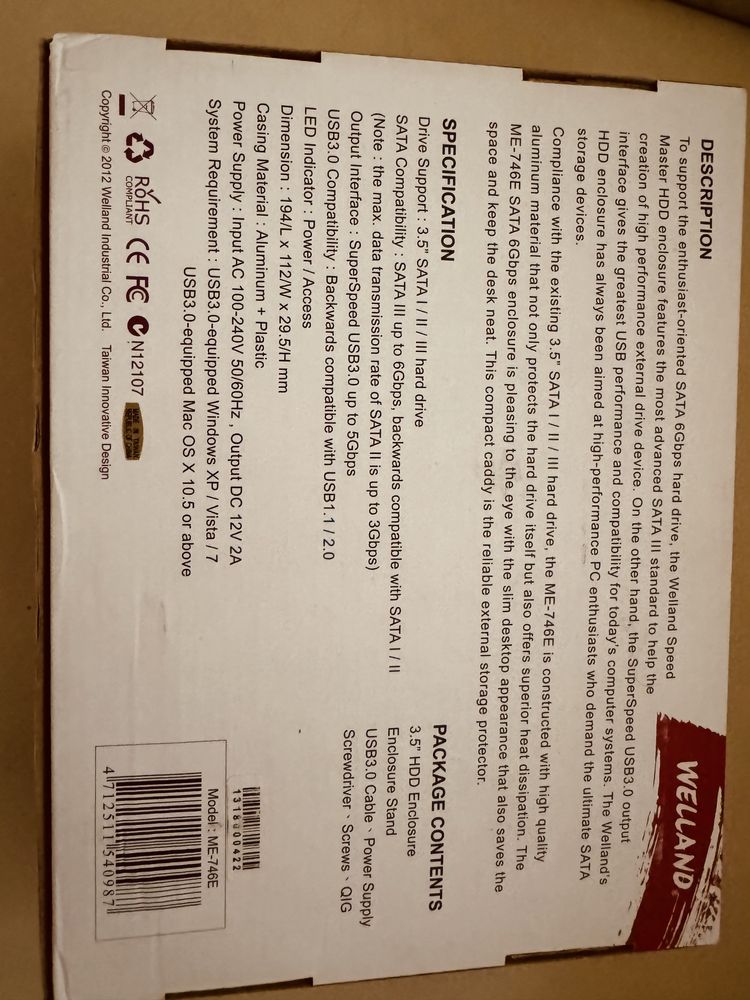 WELLAND®
DESCRIPTION
To support the enthusiast-oriented SATA 6Gbps hard drive, the Welland Speed
Master HDD enclosure features the most advanced SATA III standard to help the
creation of high performance external drive device. On the other hand, the SuperSpeed USB3.0 output
interface gives the greatest USB performance and compatibility for today's computer systems. The Welland's
HDD enclosure has always been aimed at high-performance PC enthusiasts who demand the ultimate SATA
storage devices.
Compliance with the existing 3.5" SATA I / II / III hard drive, the ME-746E is constructed with high quality
aluminum material that not only protects the hard drive itself but also offers superior heat dissipation. The
ME-746E SATA 6Gbps enclosure is pleasing to the eye with the slim desktop appearance that also saves the
space and keep the desk neat. This compact caddy is the reliable external storage protector.
SPECIFICATION
Drive Support : 3.5" SATA I / II / III hard drive
SATA Compatibility : SATA III up to 6Gbps, backwards compatible with SATA I / II
(Note : the max. data transmission rate of SATA II is up to 3Gbps)
Output Interface : SuperSpeed USB3.0 up to 5Gbps
USB3.0 Compatibility : Backwards compatible with USB1.1 / 2.0
LED Indicator : Power / Access
Dimension : 194/L x 112/W x 29.5/H mm
Casing Material : Aluminum + Plastic
Power Supply : Input AC 100-240V 50/60Hz , Output DC 12V 2A
System Requirement : USB3.0-equipped Windows XP / Vista / 7
USB3.0-equipped Mac OS X 10.5 or above
PACKAGE CONTENTS
3.5" HDD Enclosure
Enclosure Stand
USB3.0 Cable、Power Supply
Screwdriver、Screws、QIG
RoHS
COMPLIANT
CE FC N12107
MADE IN TAIWAN
REPUBLIC OF CHINA
Copyright © 2012 Welland Industrial Co., Ltd. Taiwan Innovative Design
1318000422
Model : ME-746E
4 712511 540987